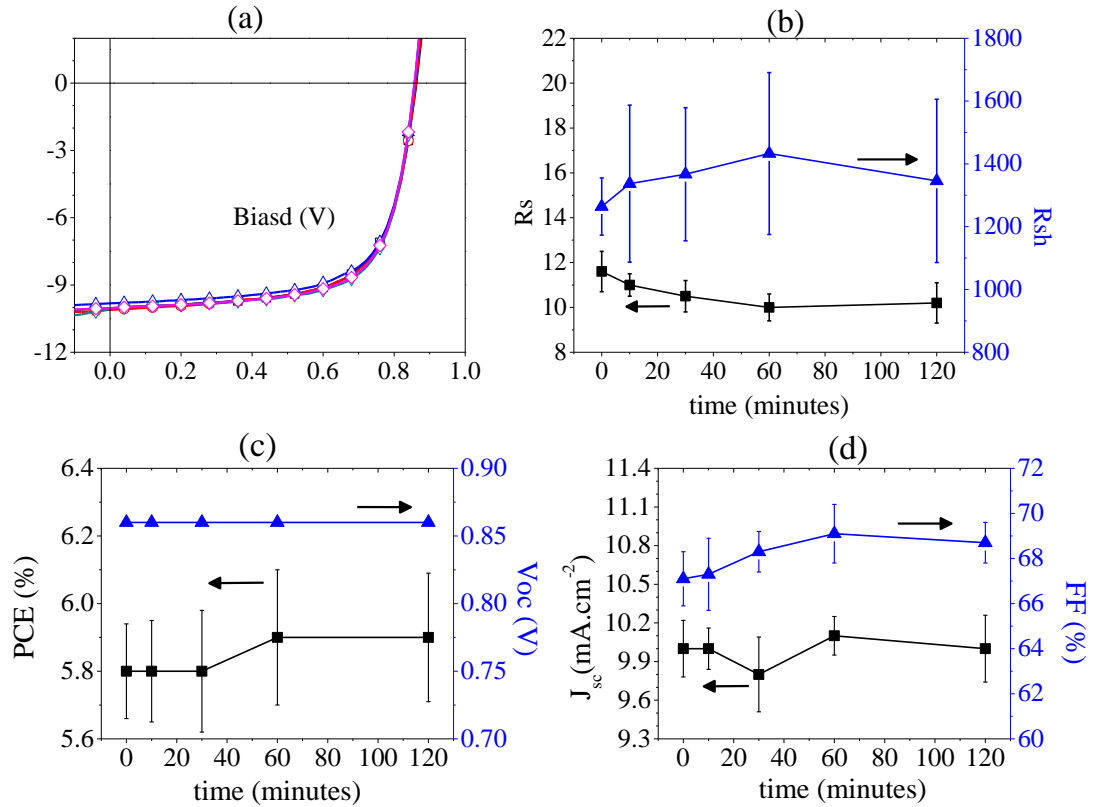 (a)
0
-3
-6
-9
-12
0.0 0.2 0.4 0.6 0.8 1.0
Biasd (V)
(b)
22
20
18
16
14
12
10
8
Rs
1800
1600
1400
1200
1000
800
Rsh
0 20 40 60 80 100 120
time (minutes)
(c)
6.4
6.2
6.0
5.8
5.6
PCE (%)
0.90
0.85
0.80
0.75
0.70
Voc (V)
0 20 40 60 80 100 120
time (minutes)
(d)
11.4
11.1
10.8
10.5
10.2
9.9
9.6
9.3
J_sc(mA.cm⁻²)
72
70
68
66
64
62
60
FF (%)
0 20 40 60 80 100 120
time (minutes)